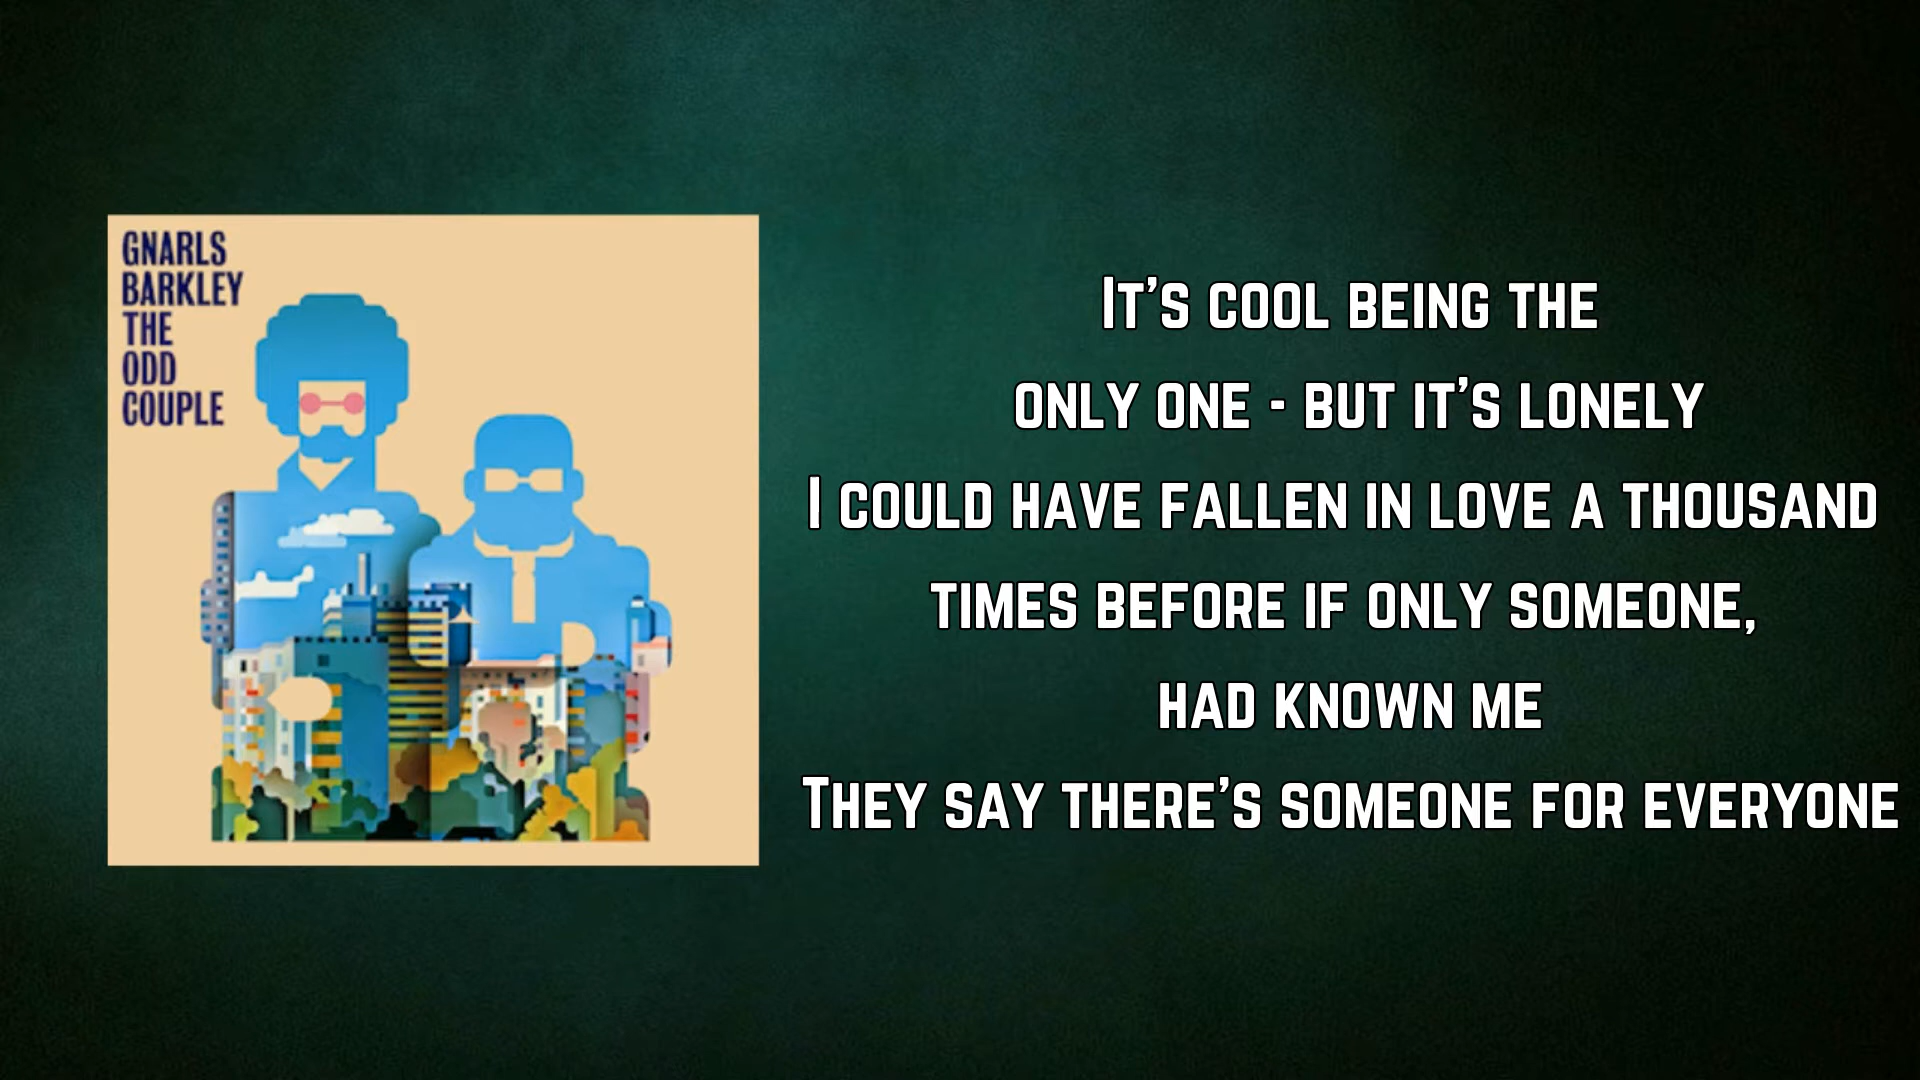 GNARLS
BARKLEY
THE
ODD
COUPLE
It's cool being the
only one - but it's lonely
I could have fallen in love a thousand
times before if only someone,
had known me
They say there's someone for everyone